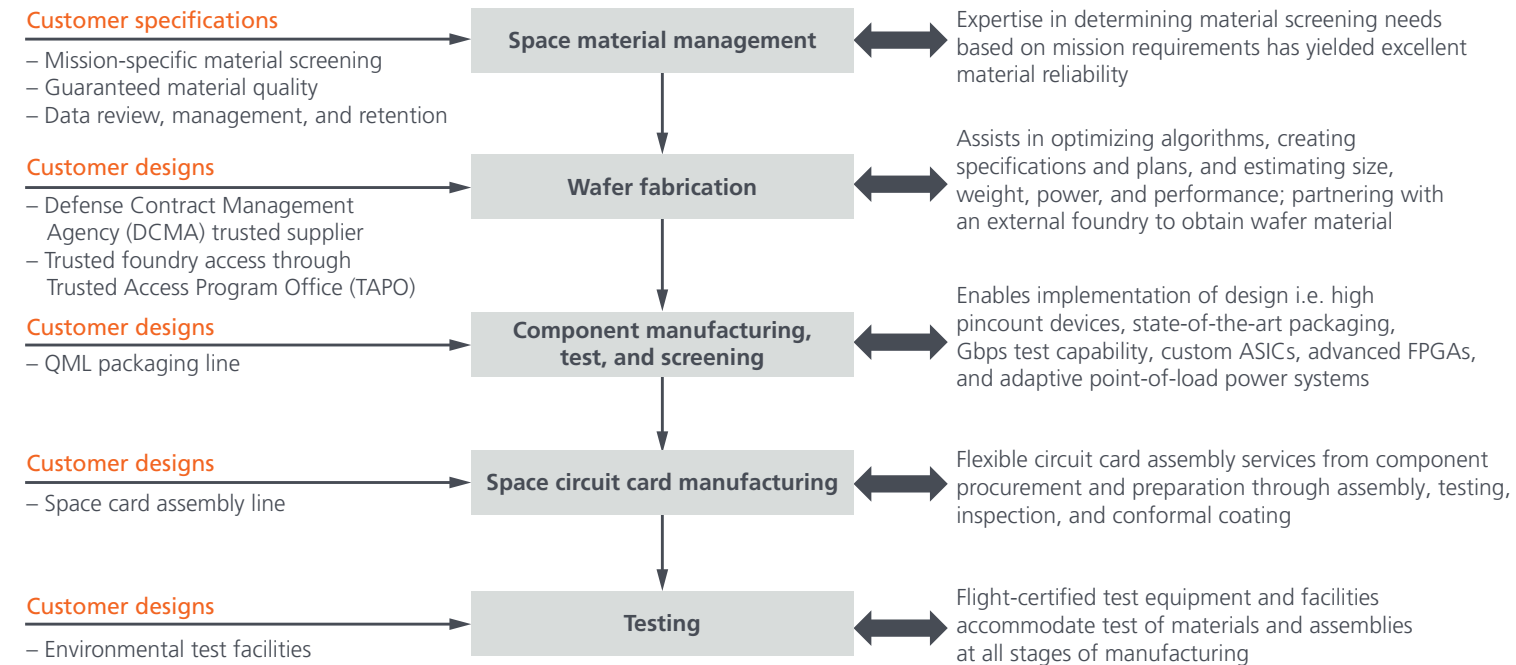 Customer specifications
– Mission-specific material screening
– Guaranteed material quality
– Data review, management, and retention
Space material management
Expertise in determining material screening needs
based on mission requirements has yielded excellent
material reliability
Customer designs
– Defense Contract Management
Agency (DCMA) trusted supplier
– Trusted foundry access through
Trusted Access Program Office (TAPO)
Wafer fabrication
Assists in optimizing algorithms, creating
specifications and plans, and estimating size,
weight, power, and performance; partnering with
an external foundry to obtain wafer material
Customer designs
– QML packaging line
Component manufacturing,
test, and screening
Enables implementation of design i.e. high
pincount devices, state-of-the-art packaging,
Gbps test capability, custom ASICs, advanced FPGAs,
and adaptive point-of-load power systems
Customer designs
– Space card assembly line
Space circuit card manufacturing
Flexible circuit card assembly services from component
procurement and preparation through assembly, testing,
inspection, and conformal coating
Customer designs
– Environmental test facilities
Testing
Flight-certified test equipment and facilities
accommodate test of materials and assemblies
at all stages of manufacturing